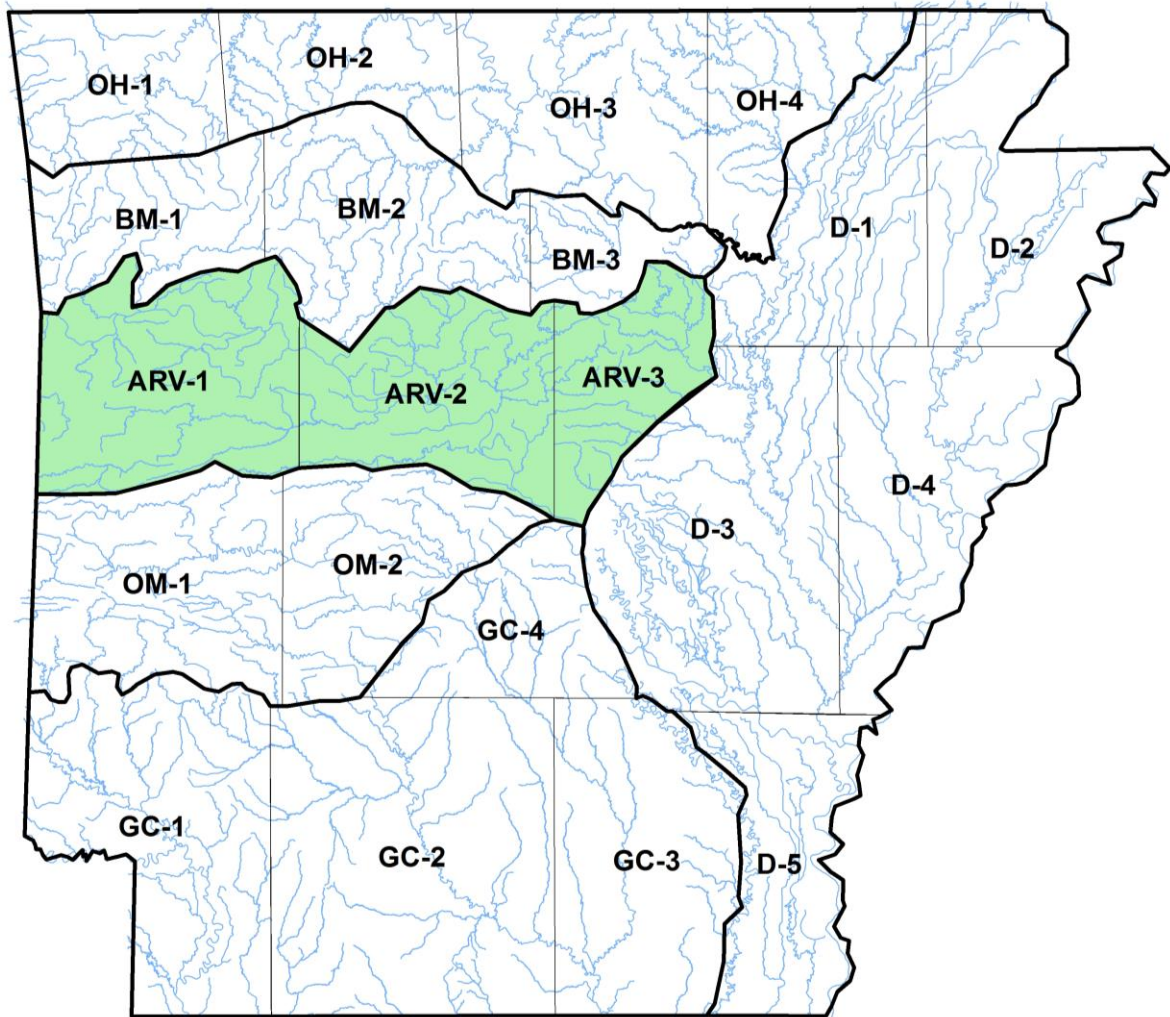 OH-1
OH-2
OH-3
OH-4
BM-1
BM-2
BM-3
D-1
D-2
ARV-1
ARV-2
ARV-3
D-3
D-4
OM-1
OM-2
GC-4
GC-1
GC-2
GC-3
D-5